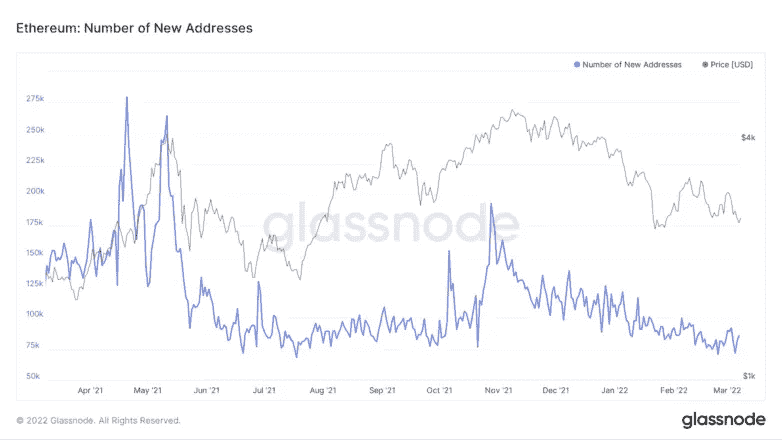 Ethereum: Number of New Addresses
Number of New Addresses Price [USD]
275k
250k
225k
200k
175k
150k
125k
100k
75k
50k
$4k
$1k
glassnode
Apr '21 May '21 Jun '21 Jul '21 Aug '21 Sep '21 Oct '21 Nov '21 Dec '21 Jan '22 Feb '22 Mar '22
© 2022 Glassnode. All Rights Reserved.
glassnode